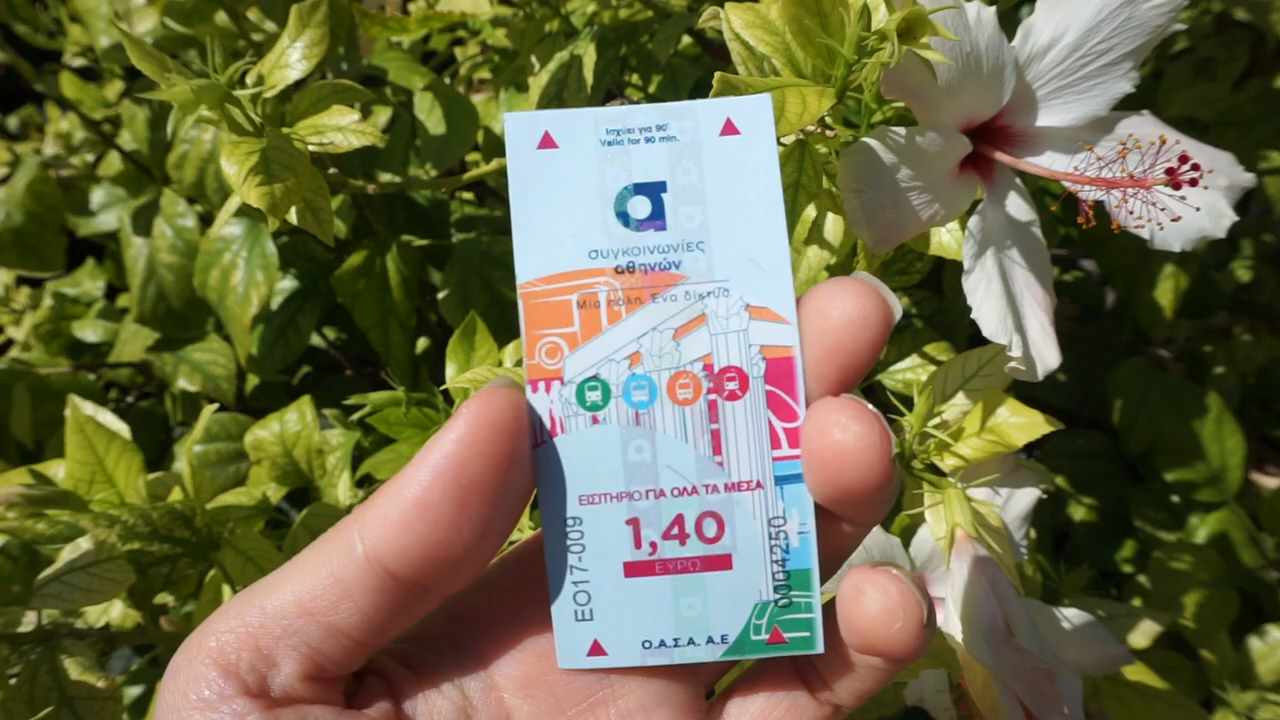 Ισχύει για 90'
Valid for 90 min.
α
συγκοινωνίες
αθηνών
Μια πόλη. Ένα δίκτυο.
ΕΙΣΙΤΗΡΙΟ ΓΙΑ ΟΛΑ ΤΑ ΜΕΣΑ
1,40
ΕΥΡΩ
ΕΟ17-009
0004250
Ο.Α.Σ.Α. Α.Ε